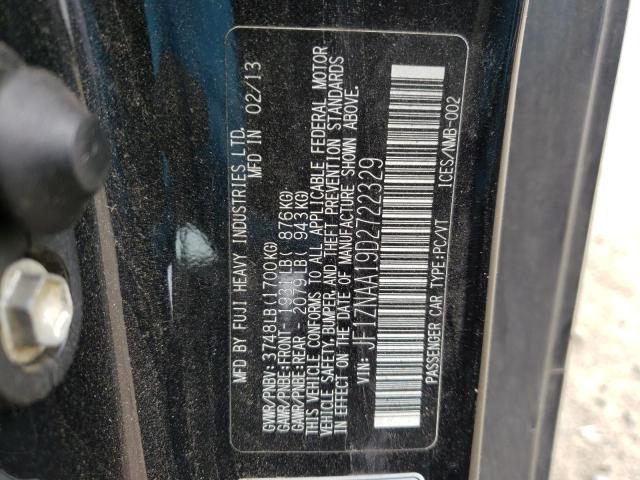 MFD BY FUJI HEAVY INDUSTRIES LTD. MFD IN 02/13
GVWR/PNBV:3748LB(1700KG)
GAWR/PNBE:FRONT- 1931LB( 876KG)
GAWR/PNBE:REAR  2079LB( 943KG)
THIS VEHICLE CONFORMS TO ALL APPLICABLE FEDERAL MOTOR
VEHICLE SAFETY,BUMPER,AND THEFT PREVENTION STANDARDS
IN EFFECT ON THE DATE OF MANUFACTURE SHOWN ABOVE.
VIN: JF1ZNAA19D2722329
PASSENGER CAR TYPE:PC/VT ICES/NMB-002